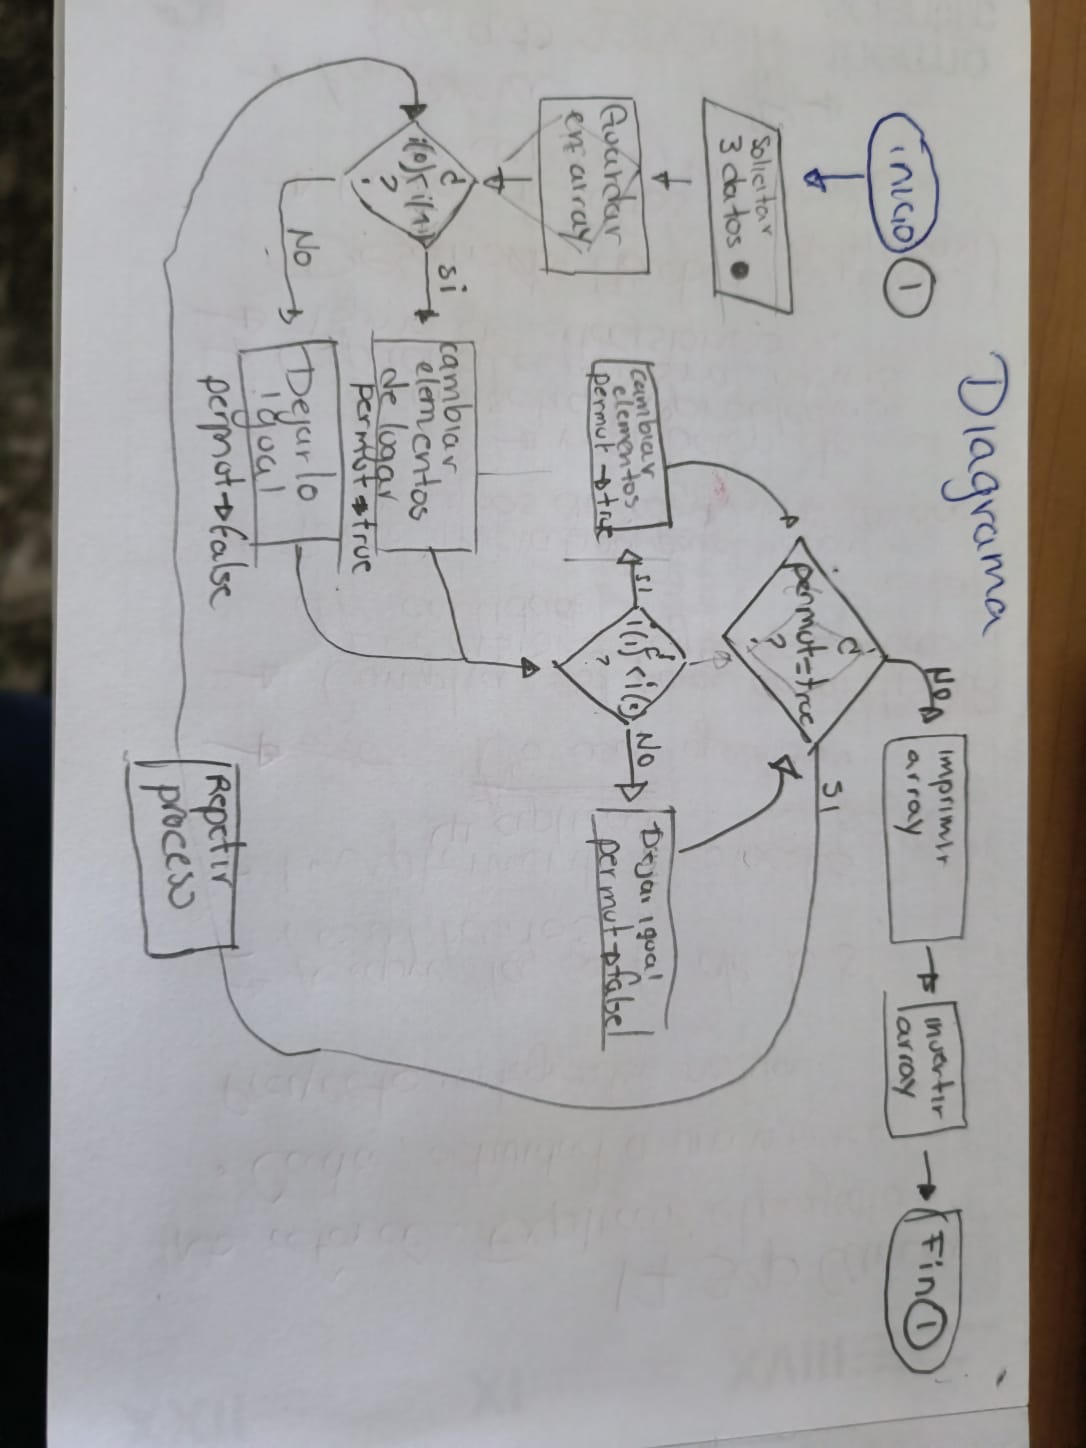 Diagrama
inicio 1
Solicitar
3 datos
Guardar
en array
¿
i(0)<i(1)
?
si
No
cambiar
elementos
de lugar
permut→true
Dejarlo
igual
permut→false
¿
i(1)<i(2)
?
si
No
cambiar
elementos
permut→true
Dejar igual
permut→false
¿
permut=true
?
No
SI
Repetir
proceso
imprimir
array
invertir
array
Fin 1